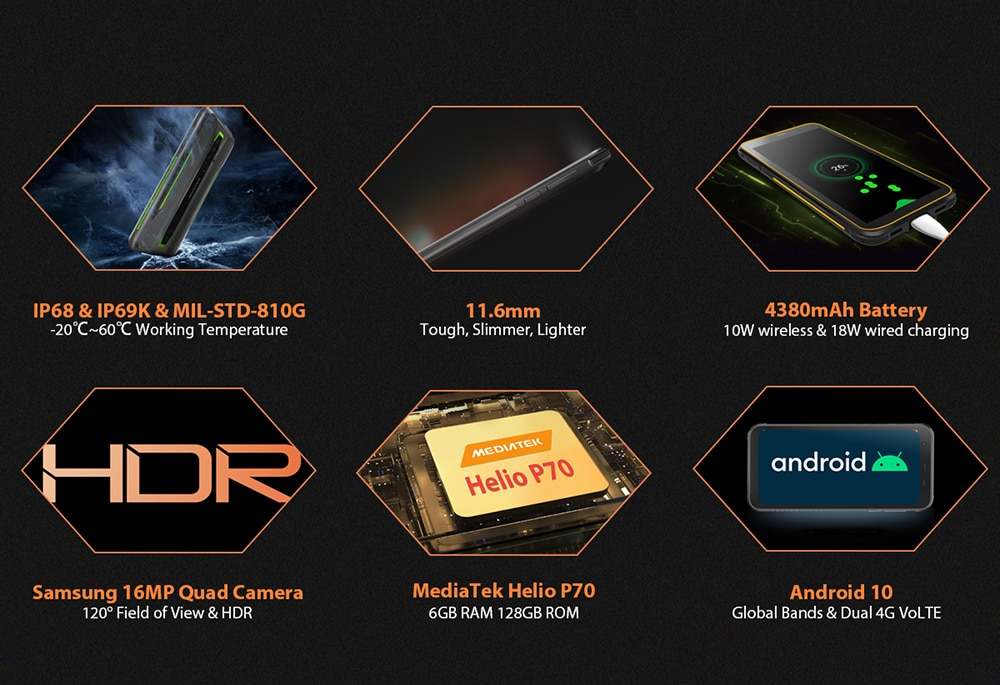 26%
IP68 & IP69K & MIL-STD-810G
-20℃~60℃ Working Temperature
11.6mm
Tough, Slimmer, Lighter
4380mAh Battery
10W wireless & 18W wired charging
HDR
MEDIATEK
Helio P70
android
Samsung 16MP Quad Camera
120° Field of View & HDR
MediaTek Helio P70
6GB RAM 128GB ROM
Android 10
Global Bands & Dual 4G VoLTE